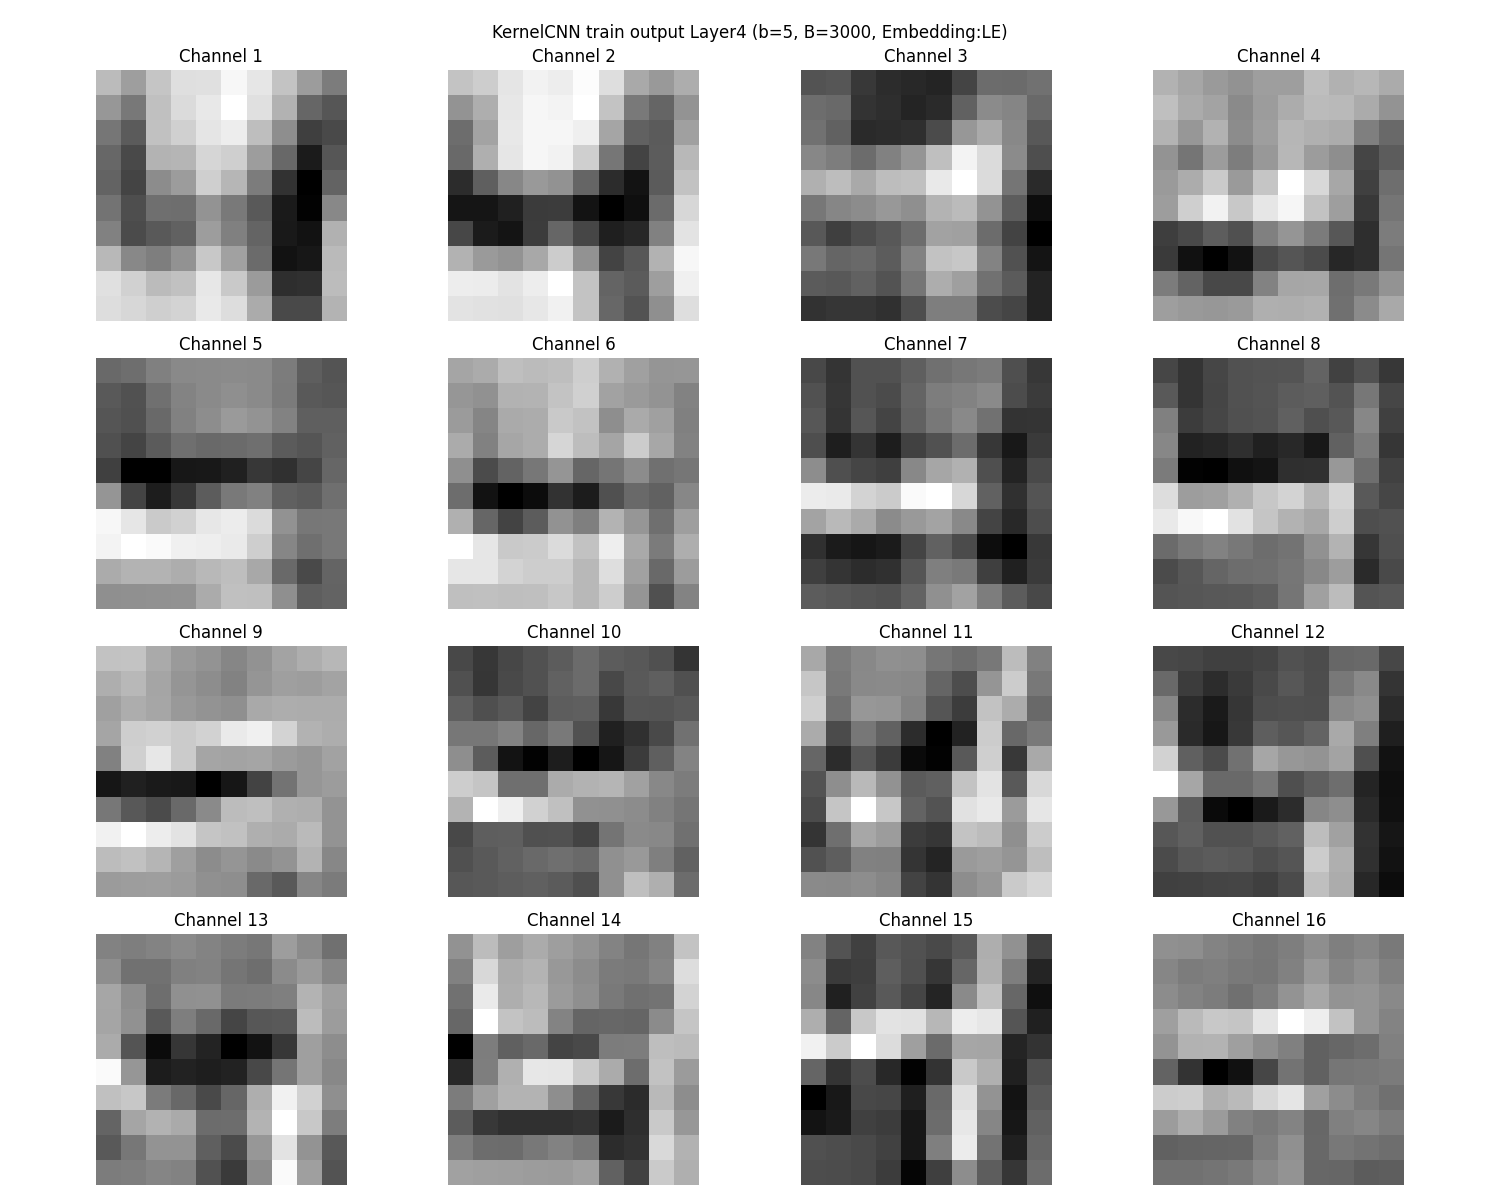 KernelCNN train output Layer4 (b=5, B=3000, Embedding:LE)
Channel 1
Channel 2
Channel 3
Channel 4
Channel 5
Channel 6
Channel 7
Channel 8
Channel 9
Channel 10
Channel 11
Channel 12
Channel 13
Channel 14
Channel 15
Channel 16